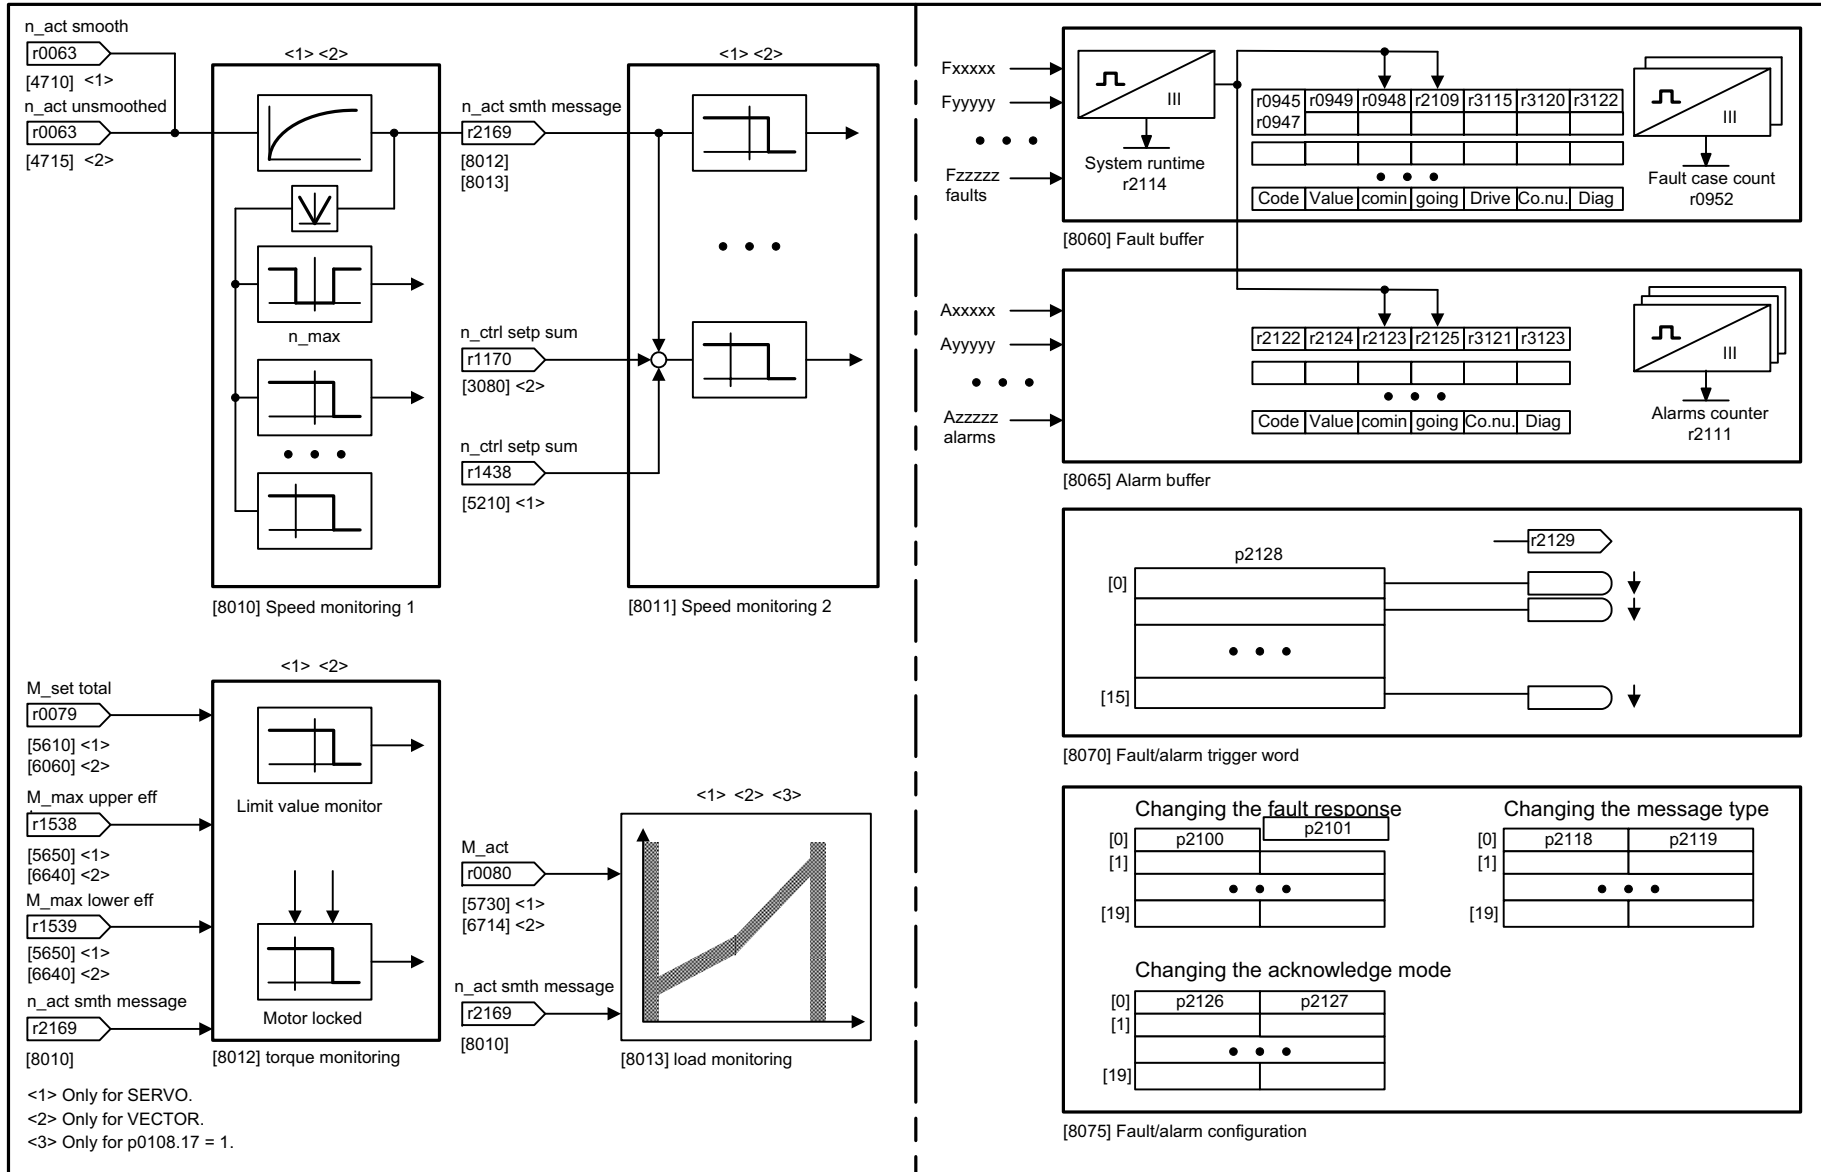 n_act smooth
r0063
[4710] <1>
n_act unsmoothed
r0063
[4715] <2>
<1> <2>
n_max
[8010] Speed monitoring 1
n_act smth message
r2169
[8012]
[8013]
n_ctrl setp sum
r1170
[3080] <2>
n_ctrl setp sum
r1438
[5210] <1>
<1> <2>
[8011] Speed monitoring 2
M_set total
r0079
[5610] <1>
[6060] <2>
M_max upper eff
r1538
[5650] <1>
[6640] <2>
M_max lower eff
r1539
[5650] <1>
[6640] <2>
n_act smth message
r2169
[8010]
<1> <2>
Limit value monitor
Motor locked
[8012] torque monitoring
M_act
r0080
[5730] <1>
[6714] <2>
n_act smth message
r2169
[8010]
<1> <2> <3>
[8013] load monitoring
<1> Only for SERVO.
<2> Only for VECTOR.
<3> Only for p0108.17 = 1.
Fxxxxx
Fyyyyy
Fzzzzz
faults
III
System runtime
r2114
r0945 r0949 r0948 r2109 r3115 r3120 r3122
r0947
Code Value comin going Drive Co.nu. Diag
III
Fault case count
r0952
[8060] Fault buffer
Axxxxx
Ayyyyy
Azzzzz
alarms
r2122 r2124 r2123 r2125 r3121 r3123
Code Value comin going Co.nu. Diag
III
Alarms counter
r2111
[8065] Alarm buffer
p2128
r2129
[0]
[15]
[8070] Fault/alarm trigger word
Changing the fault response
[0] p2100 p2101
[1]
[19]
Changing the message type
[0] p2118 p2119
[1]
[19]
Changing the acknowledge mode
[0] p2126 p2127
[1]
[19]
[8075] Fault/alarm configuration